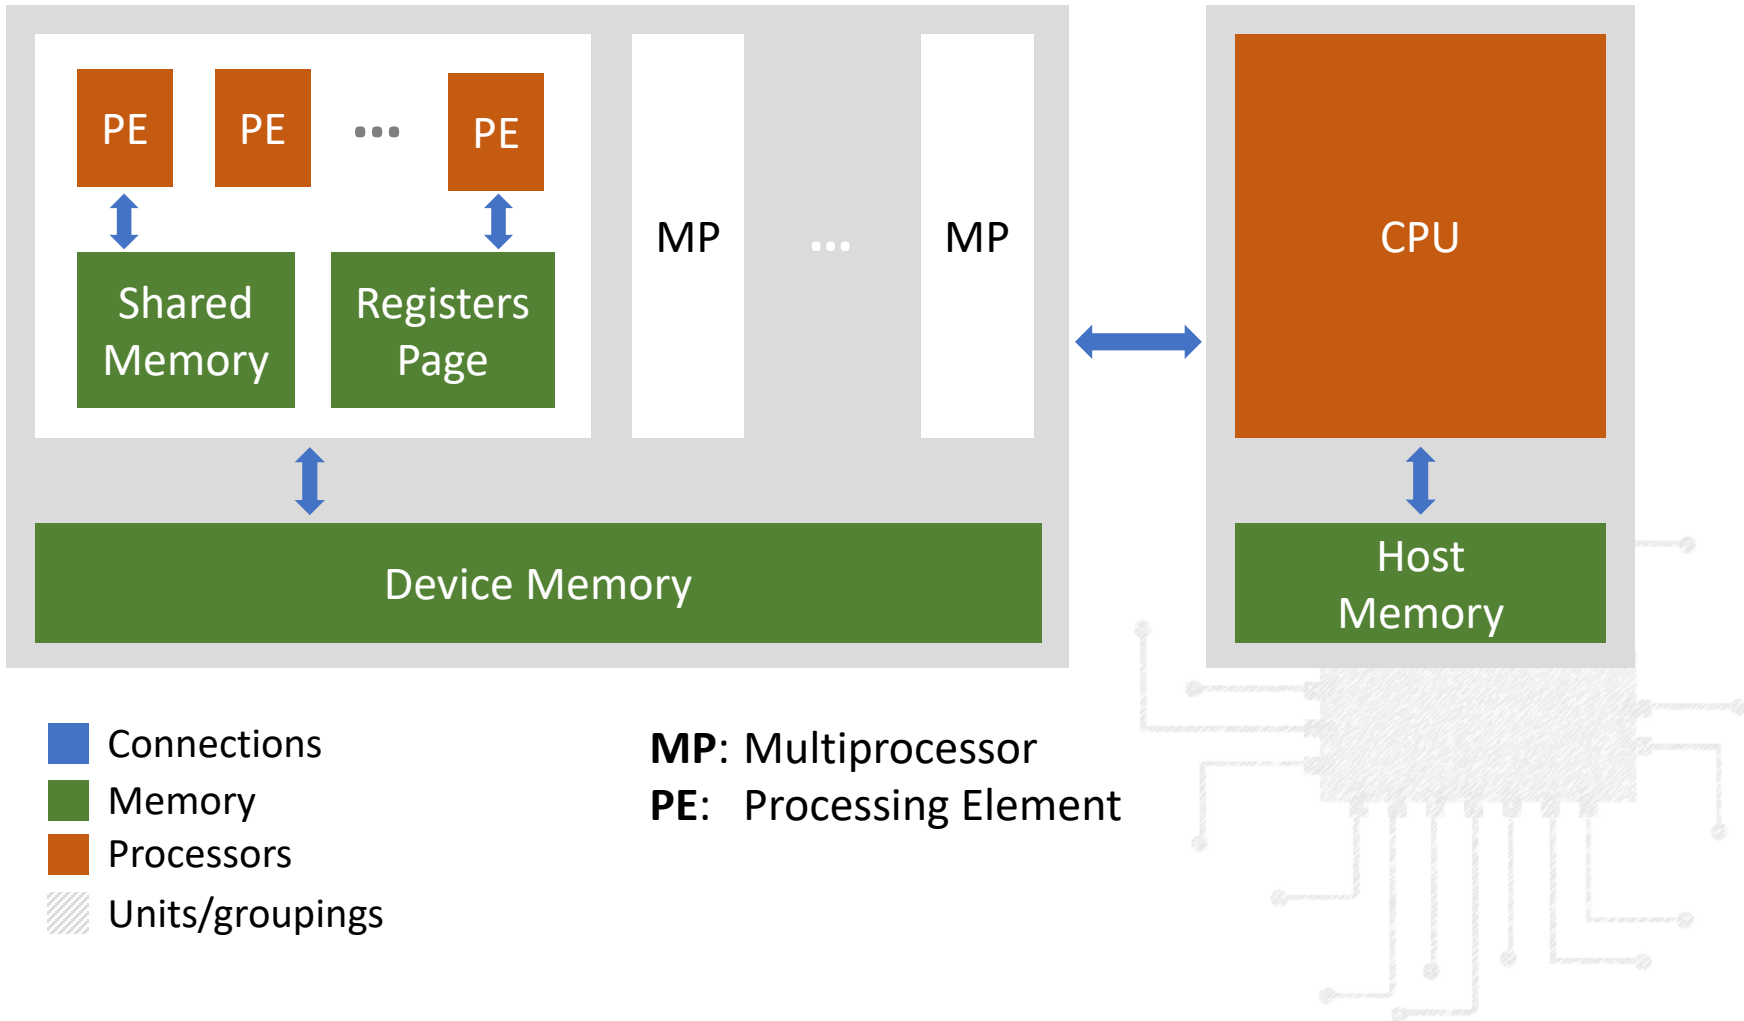 PE
PE
...
PE
Shared
Memory
Registers
Page
MP
...
MP
CPU
Device Memory
Host
Memory
Connections
Memory
Processors
Units/groupings
MP: Multiprocessor
PE: Processing Element